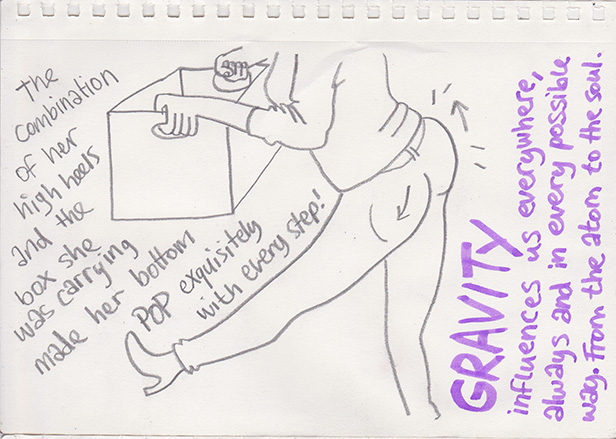 The
combination
of her
high heels
and the
box she
was carrying
made her bottom
POP exquisitely
with every step!
GRAVITY
influences us everywhere,
always and in every possible
way. From the atom to the soul.